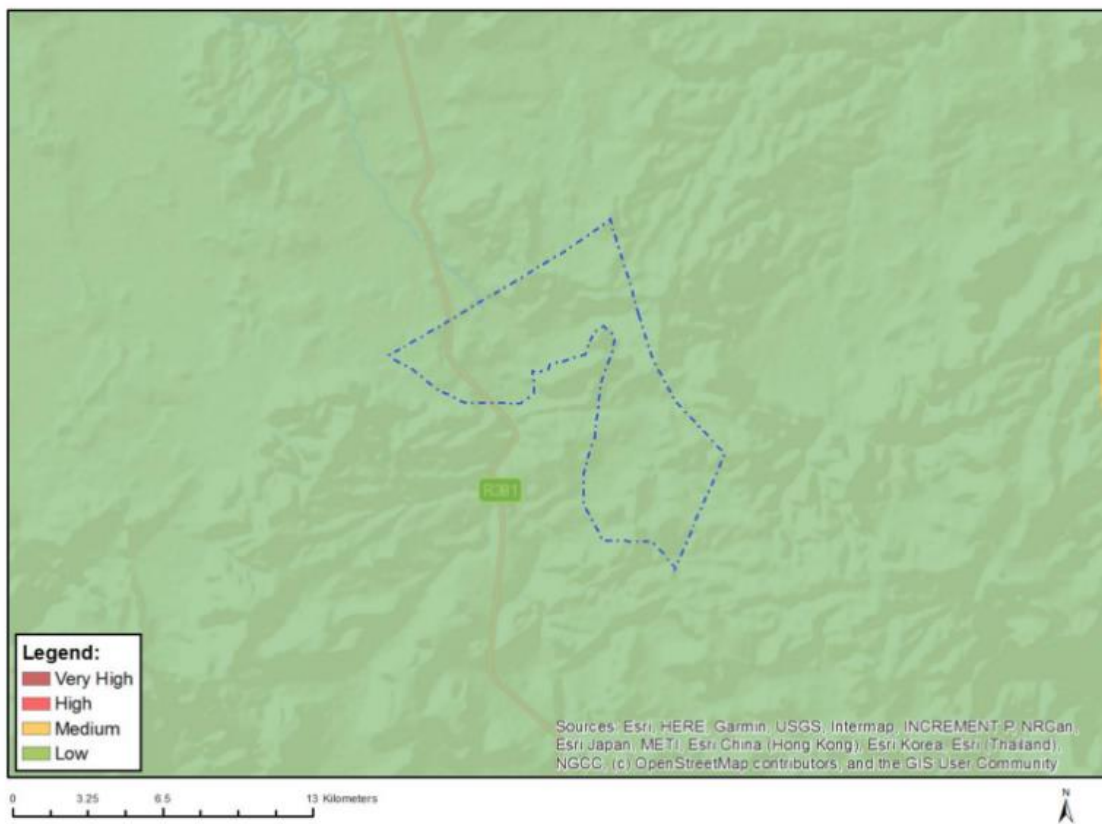 R381
Legend:
Very High
High
Medium
Low
Sources: Esri, HERE, Garmin, USGS, Intermap, INCREMENT P, NRCan,
Esri Japan, METI, Esri China (Hong Kong), Esri Korea, Esri (Thailand),
NGCC, (c) OpenStreetMap contributors, and the GIS User Community
0 3.25 6.5 13 Kilometers
N